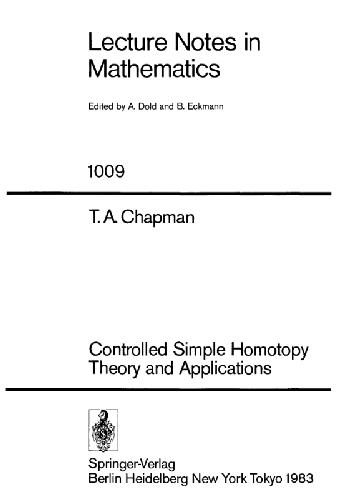 Lecture Notes in
Mathematics
Edited by A. Dold and B. Eckmann
1009
T. A. Chapman
Controlled Simple Homotopy
Theory and Applications
Springer-Verlag
Berlin Heidelberg New York Tokyo 1983